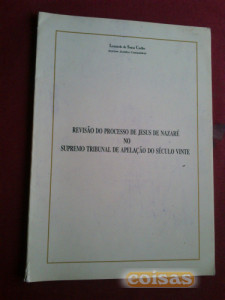 REVISÃO DO PROCESSO DE JESUS DE NAZARÉ
NO
SUPREMO TRIBUNAL DE APELAÇÃO DO SÉCULO VINTE
coisas